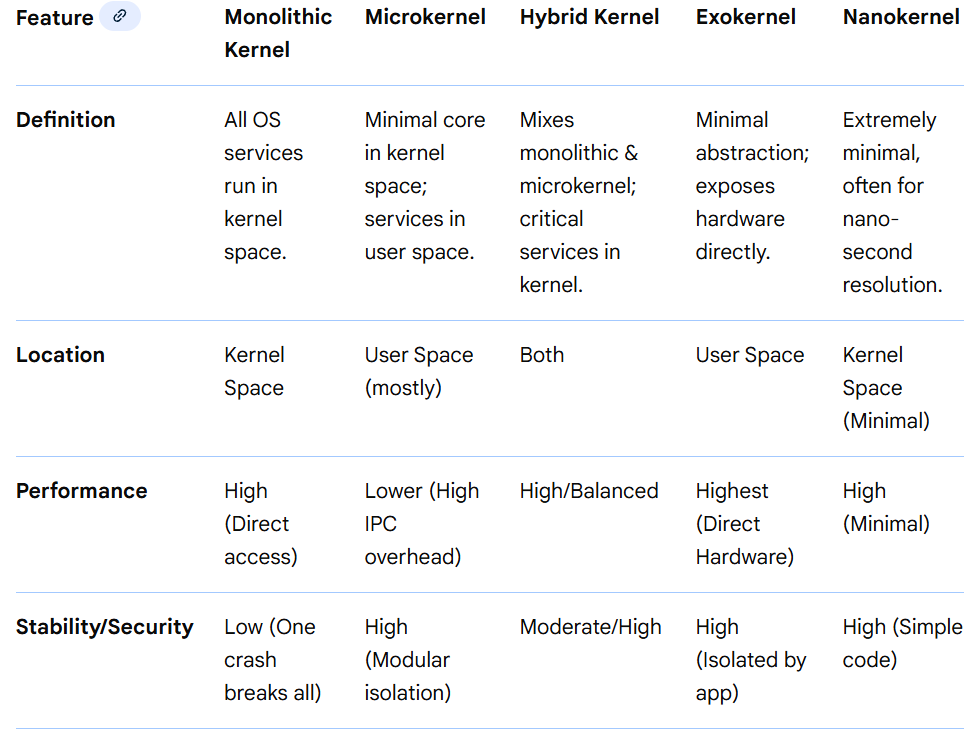 Feature Monolithic Kernel Microkernel Hybrid Kernel Exokernel Nanokernel
Definition
All OS
services
run in
kernel
space.
Minimal core
in kernel
space;
services in
user space.
Mixes
monolithic &
microkernel;
critical
services in
kernel.
Minimal
abstraction;
exposes
hardware
directly.
Extremely
minimal,
often for
nano-
second
resolution.
Location
Kernel
Space
User Space
(mostly)
Both
User Space
Kernel
Space
(Minimal)
Performance
High
(Direct
access)
Lower (High
IPC
overhead)
High/Balanced
Highest
(Direct
Hardware)
High
(Minimal)
Stability/Security
Low (One
crash
breaks all)
High
(Modular
isolation)
Moderate/High
High
(Isolated by
app)
High (Simple
code)